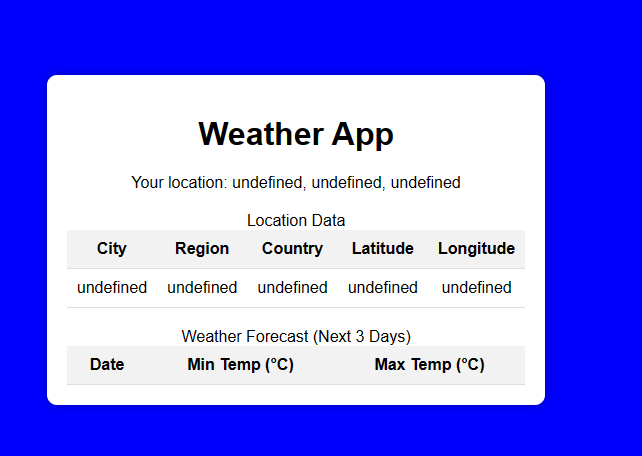 Weather App
Your location: undefined, undefined, undefined
Location Data
City Region Country Latitude Longitude
undefined undefined undefined undefined undefined
Weather Forecast (Next 3 Days)
Date Min Temp (°C) Max Temp (°C)